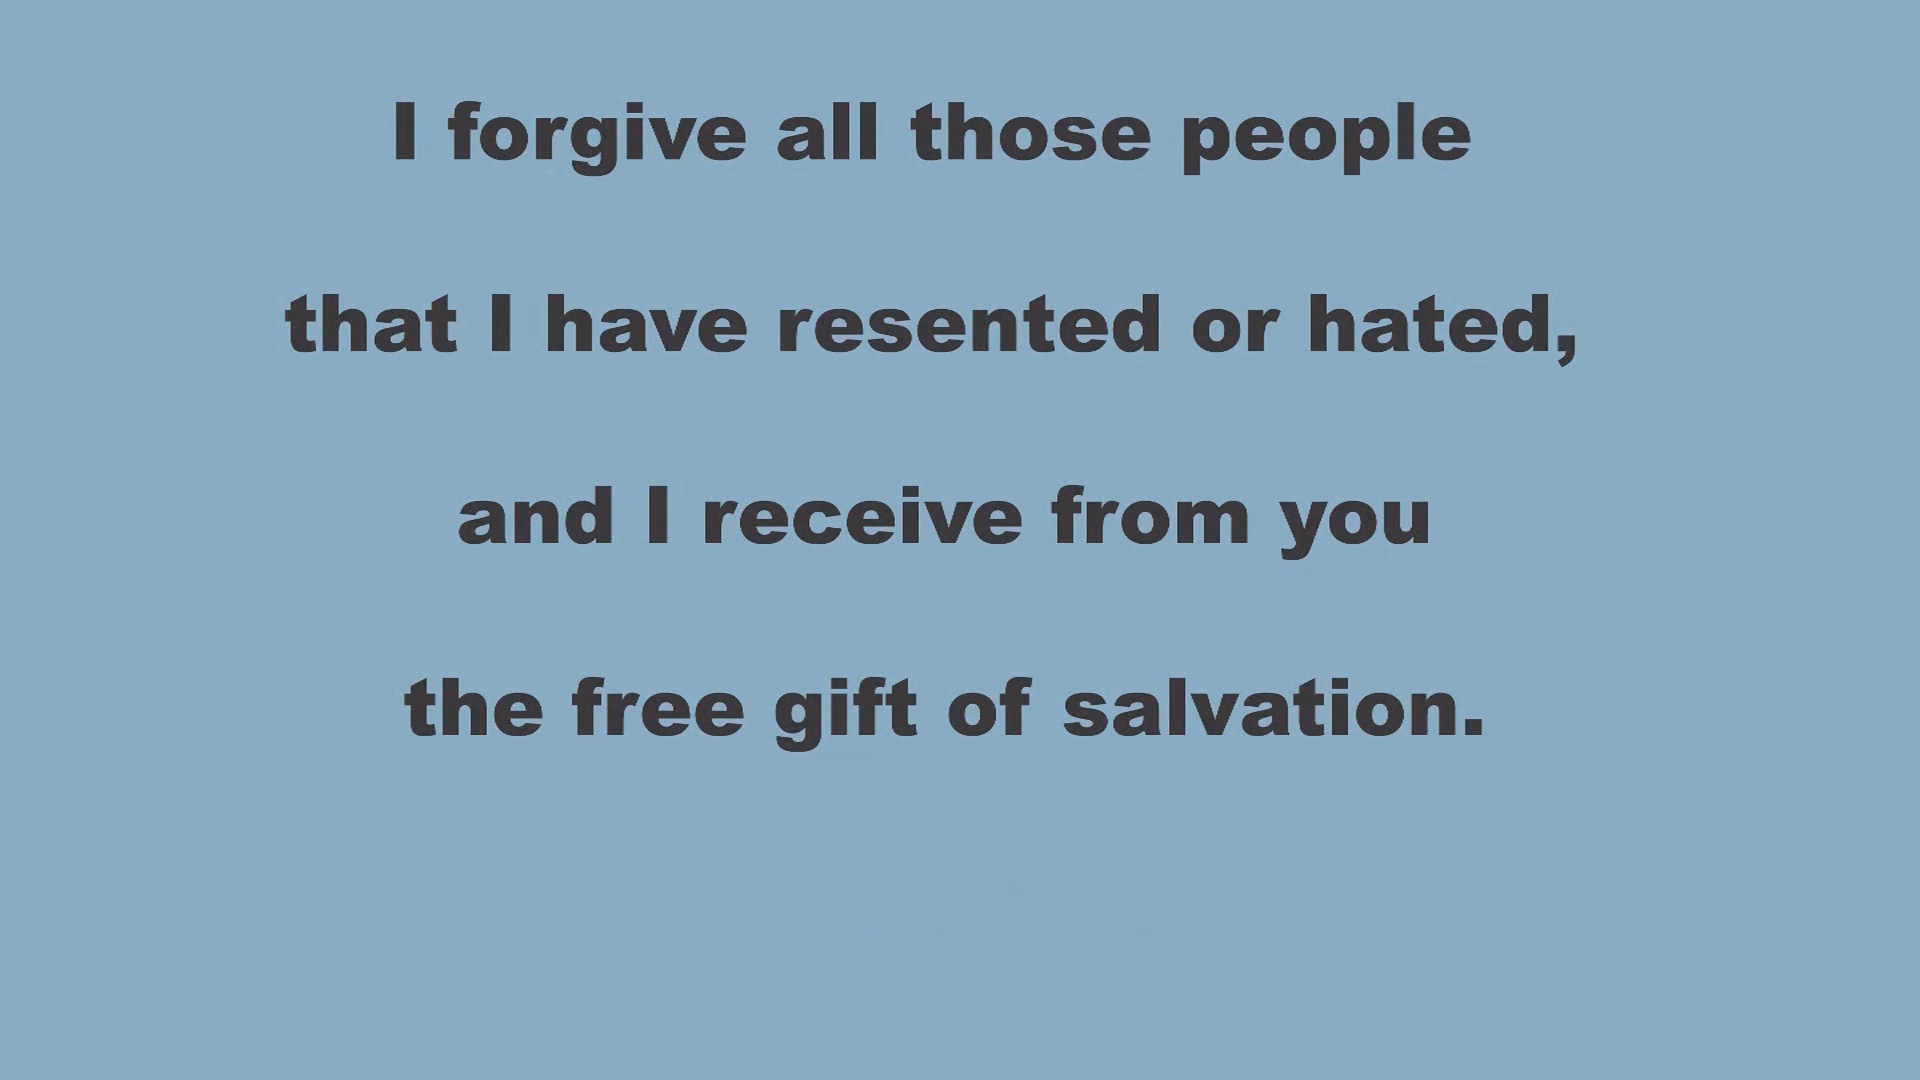 I forgive all those people
that I have resented or hated,
and I receive from you
the free gift of salvation.